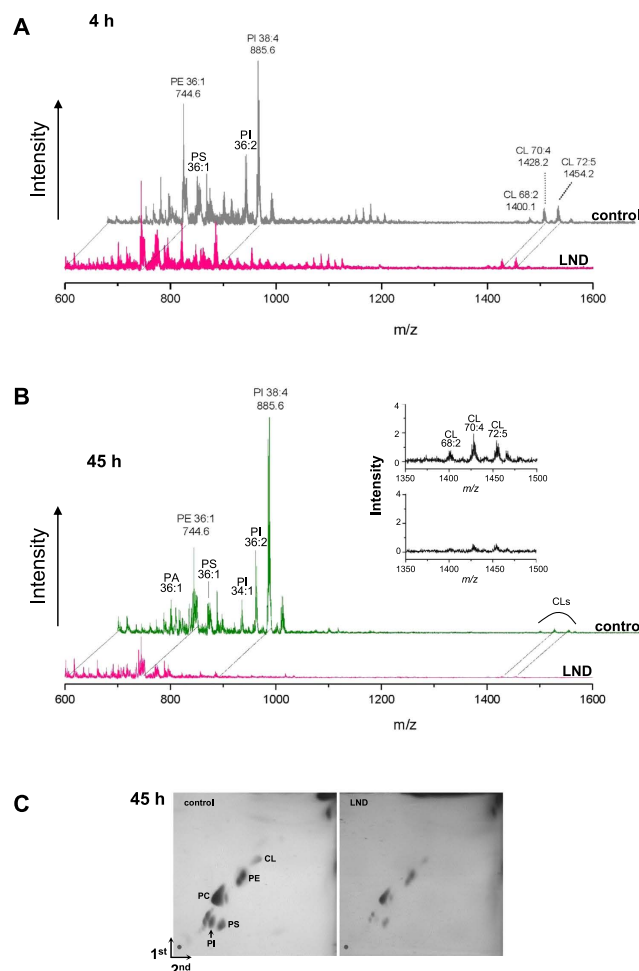 A
4 h
PI 38:4
885.6
PE 36:1
744.6
PS
36:1
PI
36:2
CL 70:4
1428.2
CL 72:5
1454.2
CL 68:2
1400.1
Intensity
control
LND
600 800 1000 1200 1400 1600
m/z
B
45 h
PI 38:4
885.6
PE 36:1
744.6
PA
36:1
PS
36:1
PI
34:1
PI
36:2
Intensity
4
2
0
CL
68:2
CL
70:4
CL
72:5
1350 1400 1450 1500
m/z
Intensity
4
2
0
1350 1400 1450 1500
m/z
CLs
control
LND
600 800 1000 1200 1400 1600
m/z
C
45 h
control
LND
CL
PE
PC
PS
PI
1st
2nd